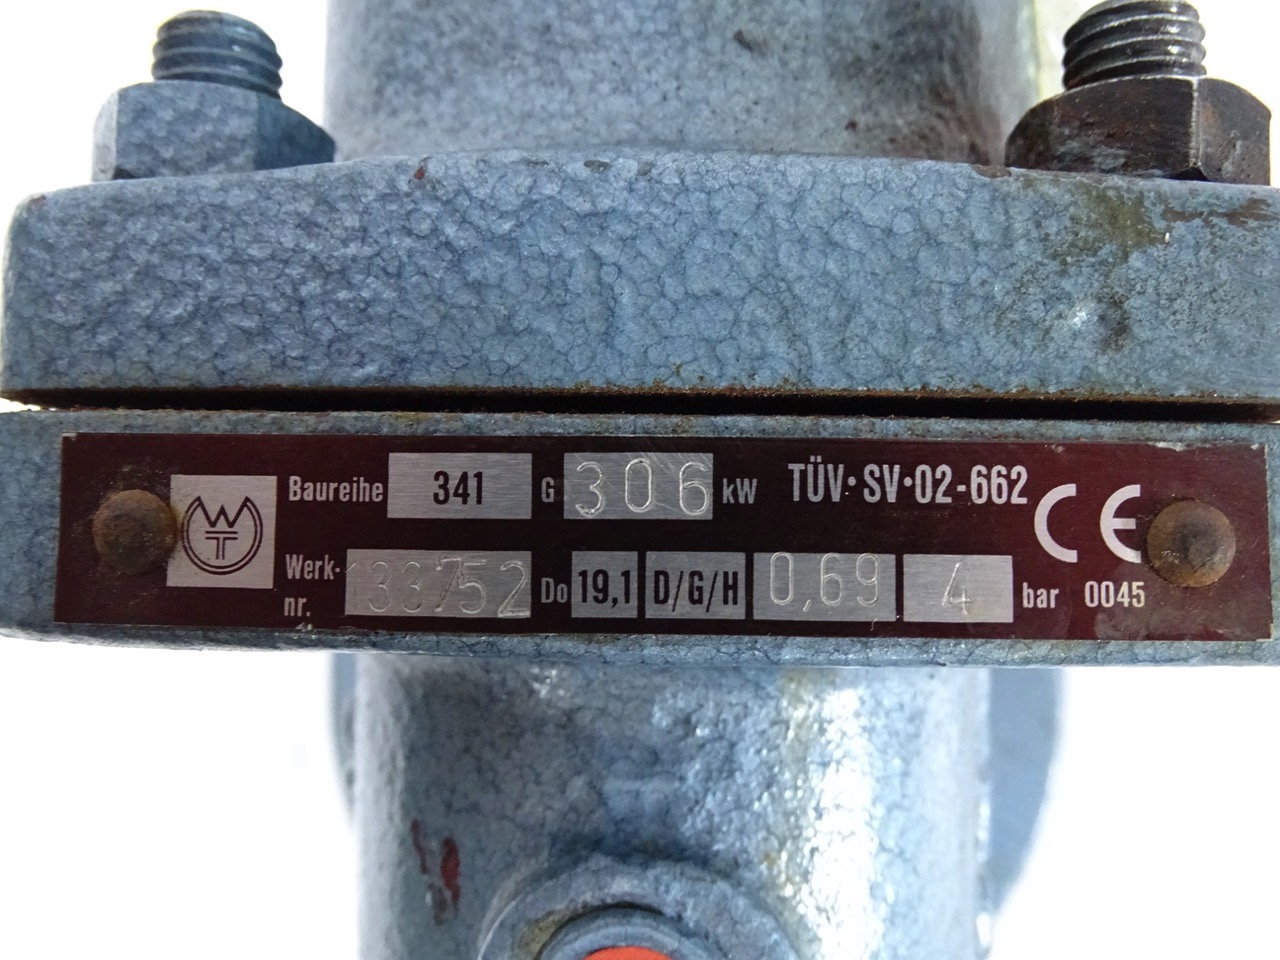 Baureihe 341 G 306 kW TÜV·SV·02-662 CE
WT
Werk-nr. 133752 Do 19,1 D/G/H 0,69 4 bar 0045